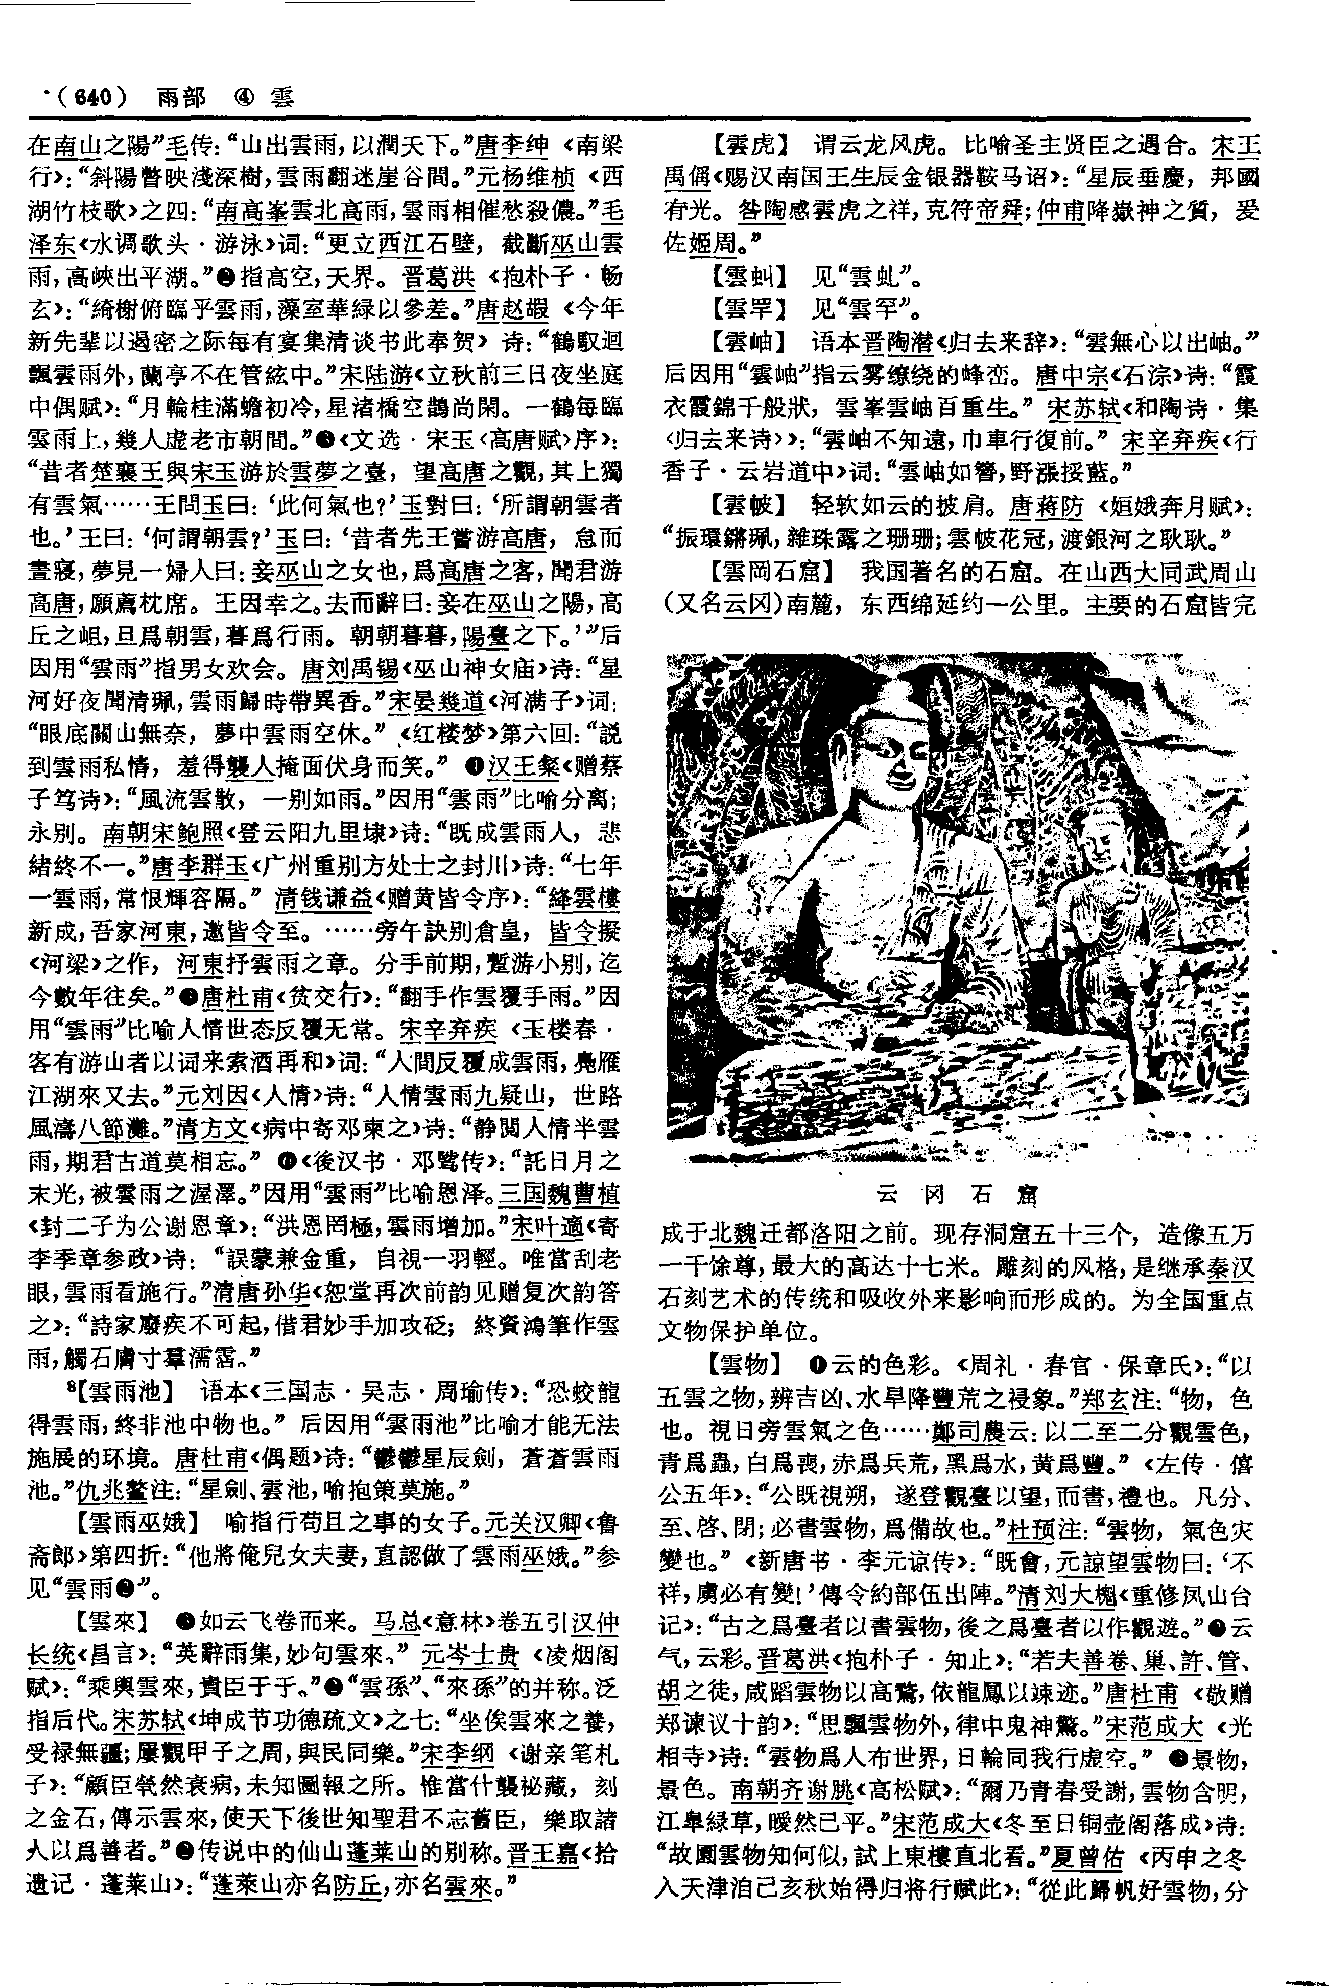 （640） 雨部 ④ 雲
在南山之陽”毛传：“山出雲雨，以潤天下。”唐李绅《南梁
行》：“斜陽瞥映淺深樹，雲雨翻迷崖谷間。”元杨维桢《西
湖竹枝歌》之四：“南高峯雲北高雨，雲雨相催愁殺儂。”毛
泽东《水调歌头·游泳》词：“更立西江石壁，截斷巫山雲
雨，高峽出平湖。”❷指高空，天界。晋葛洪《抱朴子·畅
玄》：“綺榭俯臨乎雲雨，藻室華緑以參差。”唐赵嘏《今年
新先辈以遏密之际每有宴集清谈书此奉贺》诗：“鶴馭迴
飄雲雨外，蘭亭不在管絃中。”宋陆游《立秋前三日夜坐庭
中偶赋》：“月輪桂滿蟾初冷，星渚橋空鵲尚閑。一鶴每臨
雲雨上，幾人虚老市朝間。”❸《文选·宋玉〈高唐赋〉序》：
“昔者楚襄王與宋玉游於雲夢之臺，望高唐之觀，其上獨
有雲氣……王問玉曰：‘此何氣也？’玉對曰：‘所謂朝雲者
也。’王曰：‘何謂朝雲？’玉曰：‘昔者先王嘗游高唐，怠而
晝寢，夢見一婦人曰：妾巫山之女也，爲高唐之客，聞君游
高唐，願薦枕席。王因幸之。去而辭曰：妾在巫山之陽，高
丘之岨，旦爲朝雲，暮爲行雨。朝朝暮暮，陽臺之下。’”后
因用“雲雨”指男女欢会。唐刘禹锡《巫山神女庙》诗：“星
河好夜聞清珮，雲雨歸時帶異香。”宋晏幾道《河满子》词：
“眼底關山無奈，夢中雲雨空休。”《红楼梦》第六回：“説
到雲雨私情，羞得襲人掩面伏身而笑。”❹汉王粲《赠蔡
子笃诗》：“風流雲散，一别如雨。”因用“雲雨”比喻分离；
永别。南朝宋鲍照《登云阳九里埭》诗：“既成雲雨人，悲
緒終不一。”唐李群玉《广州重别方处士之封川》诗：“七年
一雲雨，常恨輝容隔。”清钱谦益《赠黄皆令序》：“絳雲樓
新成，吾家河東，邀皆令至。……旁午訣别倉皇，皆令擬
《河梁》之作，河東抒雲雨之章。分手前期，蹔游小别，迄
今數年往矣。”❺唐杜甫《贫交行》：“翻手作雲覆手雨。”因
用“雲雨”比喻人情世态反覆无常。宋辛弃疾《玉楼春·
客有游山者以词来索酒再和》词：“人間反覆成雲雨，鳧雁
江湖來又去。”元刘因《人情》诗：“人情雲雨九疑山，世路
風濤八節灘。”清方文《病中寄邓柬之》诗：“静閲人情半雲
雨，期君古道莫相忘。”❻《後汉书·邓骘传》：“託日月之
末光，被雲雨之渥澤。”因用“雲雨”比喻恩泽。三国魏曹植
《封二子为公谢恩章》：“洪恩罔極，雲雨增加。”宋叶適《寄
李季章参政》诗：“誤蒙兼金重，自視一羽輕。唯當刮老
眼，雲雨看施行。”清唐孙华《恕堂再次前韵见赠复次韵答
之》：“詩家廢疾不可起，偕君妙手加攻砭；終資鴻筆作雲
雨，觸石膚寸羣濡霑。”
【雲雨池】 语本《三国志·吴志·周瑜传》：“恐蛟龍
得雲雨，終非池中物也。”后因用“雲雨池”比喻才能无法
施展的环境。唐杜甫《偶题》诗：“鬱鬱星辰劍，蒼蒼雲雨
池。”仇兆鳌注：“星劍、雲池，喻抱策莫施。”
【雲雨巫娥】 喻指行苟且之事的女子。元关汉卿《鲁
斋郎》第四折：“他將俺兒女夫妻，直認做了雲雨巫娥。”参
见“雲雨❸”。
【雲來】 ❶如云飞卷而来。马总《意林》卷五引汉仲
长统《昌言》：“英辭雨集，妙句雲來。”元岑士贵《凌烟阁
赋》：“乘輿雲來，貴臣于于。”❷“雲孫”、“來孫”的并称。泛
指后代。宋苏轼《坤成节功德疏文》之七：“坐俟雲來之養，
受禄無疆；屢觀甲子之周，與民同樂。”宋李纲《谢亲笔札
子》：“顧臣煢然衰病，未知圖報之所。惟當什襲祕藏，刻
之金石，傳示雲來，使天下後世知聖君不忘舊臣，樂取諸
人以爲善者。”❸传说中的仙山蓬莱山的别称。晋王嘉《拾
遗记·蓬莱山》：“蓬萊山亦名防丘，亦名雲來。”
【雲虎】 谓云龙风虎。比喻圣主贤臣之遇合。宋王
禹偁《赐汉南国王生辰金银器鞍马诏》：“星辰垂慶，邦國
有光。咎陶感雲虎之祥，克符帝舜；仲甫降嶽神之質，爰
佐姬周。”
【雲虯】 见“雲虬”。
【雲罕】 见“雲罕”。
【雲岫】 语本晋陶潜《归去来辞》：“雲無心以出岫。”
后因用“雲岫”指云雾缭绕的峰峦。唐中宗《石淙》诗：“霞
衣霞錦千般狀，雲峯雲岫百重生。”宋苏轼《和陶诗·集
〈归去来诗〉》：“雲岫不知遠，巾車行復前。”宋辛弃疾《行
香子·云岩道中》词：“雲岫如簪，野漲挼藍。”
【雲帔】 轻软如云的披肩。唐蒋防《姮娥奔月赋》：
“振環鏘珮，雜珠露之珊珊；雲帔花冠，渡銀河之耿耿。”
【雲岡石窟】 我国著名的石窟。在山西大同武周山
（又名云冈）南麓，东西绵延约一公里。主要的石窟皆完
云冈石窟
成于北魏迁都洛阳之前。现存洞窟五十三个，造像五万
一千馀尊，最大的高达十七米。雕刻的风格，是继承秦汉
石刻艺术的传统和吸收外来影响而形成的。为全国重点
文物保护单位。
【雲物】 ❶云的色彩。《周礼·春官·保章氏》：“以
五雲之物，辨吉凶、水旱降豐荒之祲象。”郑玄注：“物，色
也。視日旁雲氣之色……鄭司農云：以二至二分觀雲色，
青爲蟲，白爲喪，赤爲兵荒，黑爲水，黄爲豐。”《左传·僖
公五年》：“公既視朔，遂登觀臺以望，而書，禮也。凡分、
至、啓、閉；必書雲物，爲備故也。”杜预注：“雲物，氣色灾
變也。”《新唐书·李元谅传》：“既會，元諒望雲物曰：‘不
祥，虜必有變！’傳令約部伍出陣。”清刘大櫆《重修凤山台
记》：“古之爲臺者以書雲物，後之爲臺者以作觀遊。”❷云
气，云彩。晋葛洪《抱朴子·知止》：“若夫善卷、巢、許、管、
胡之徒，咸蹈雲物以高騖，依龍鳳以竦迹。”唐杜甫《敬赠
郑谏议十韵》：“思飄雲物外，律中鬼神驚。”宋范成大《光
相寺》诗：“雲物爲人布世界，日輪同我行虚空。”❸景物，
景色。南朝齐谢朓《高松赋》：“爾乃青春受謝，雲物含明，
江皐緑草，曖然已平。”宋范成大《冬至日铜壶阁落成》诗：
“故園雲物知何似，試上東樓直北看。”夏曾佑《丙申之冬
入天津洎己亥秋始得归将行赋此》：“從此歸帆好雲物，分